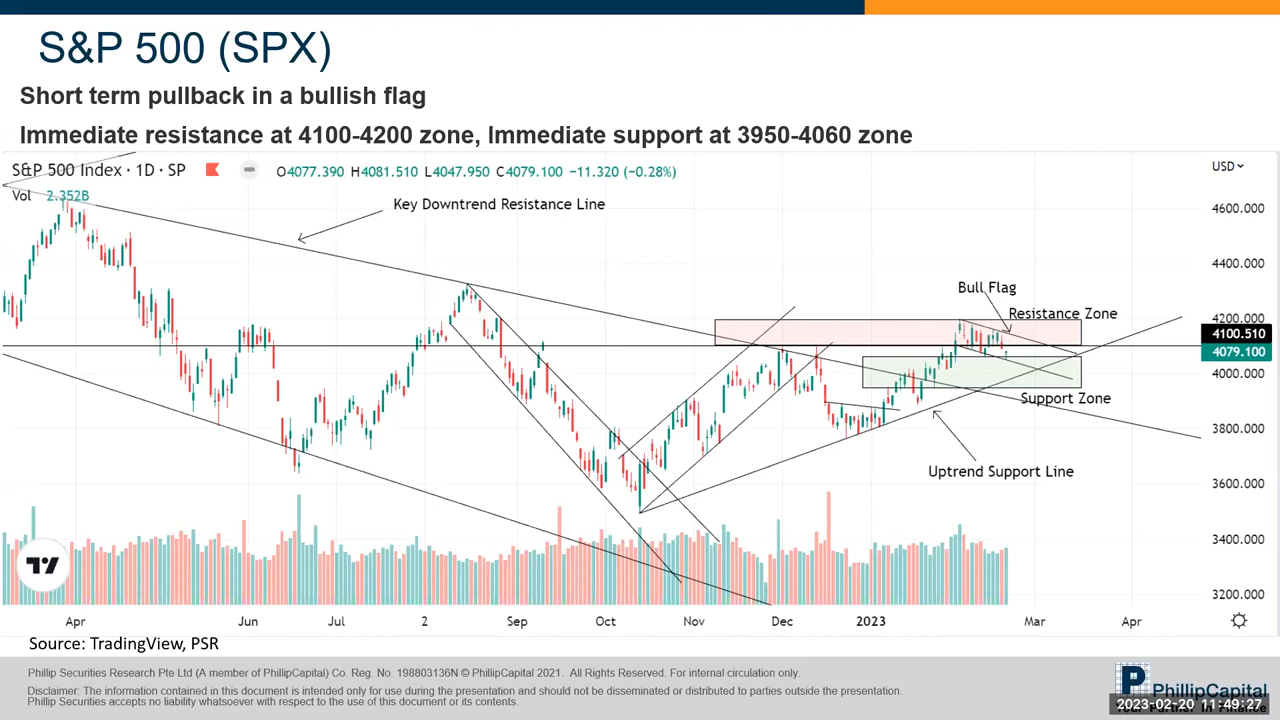 S&P 500 (SPX)
Short term pullback in a bullish flag
Immediate resistance at 4100-4200 zone, Immediate support at 3950-4060 zone
S&P 500 Index · 1D · SP O4077.390 H4081.510 L4047.950 C4079.100 −11.320 (−0.28%)
USD
Vol 2.352B
Key Downtrend Resistance Line
4600.000
4400.000
Bull Flag
Resistance Zone
4200.000
4100.510
4079.100
4000.000
Support Zone
3800.000
Uptrend Support Line
3600.000
3400.000
3200.000
Apr Jun Jul 2 Sep Oct Nov Dec 2023 Mar Apr
Source: TradingView, PSR
Phillip Securities Research Pte Ltd (A member of PhillipCapital) Co. Reg. No. 198803136N © PhillipCapital 2021. All Rights Reserved. For internal circulation only.
Disclaimer: The information contained in this document is intended only for use during the presentation and should not be disseminated or distributed to parties outside the presentation.
Phillip Securities accepts no liability whatsoever with respect to the use of this document or its contents.
PhillipCapital
Your Partner In Finance
2023-02-20 11:49:27